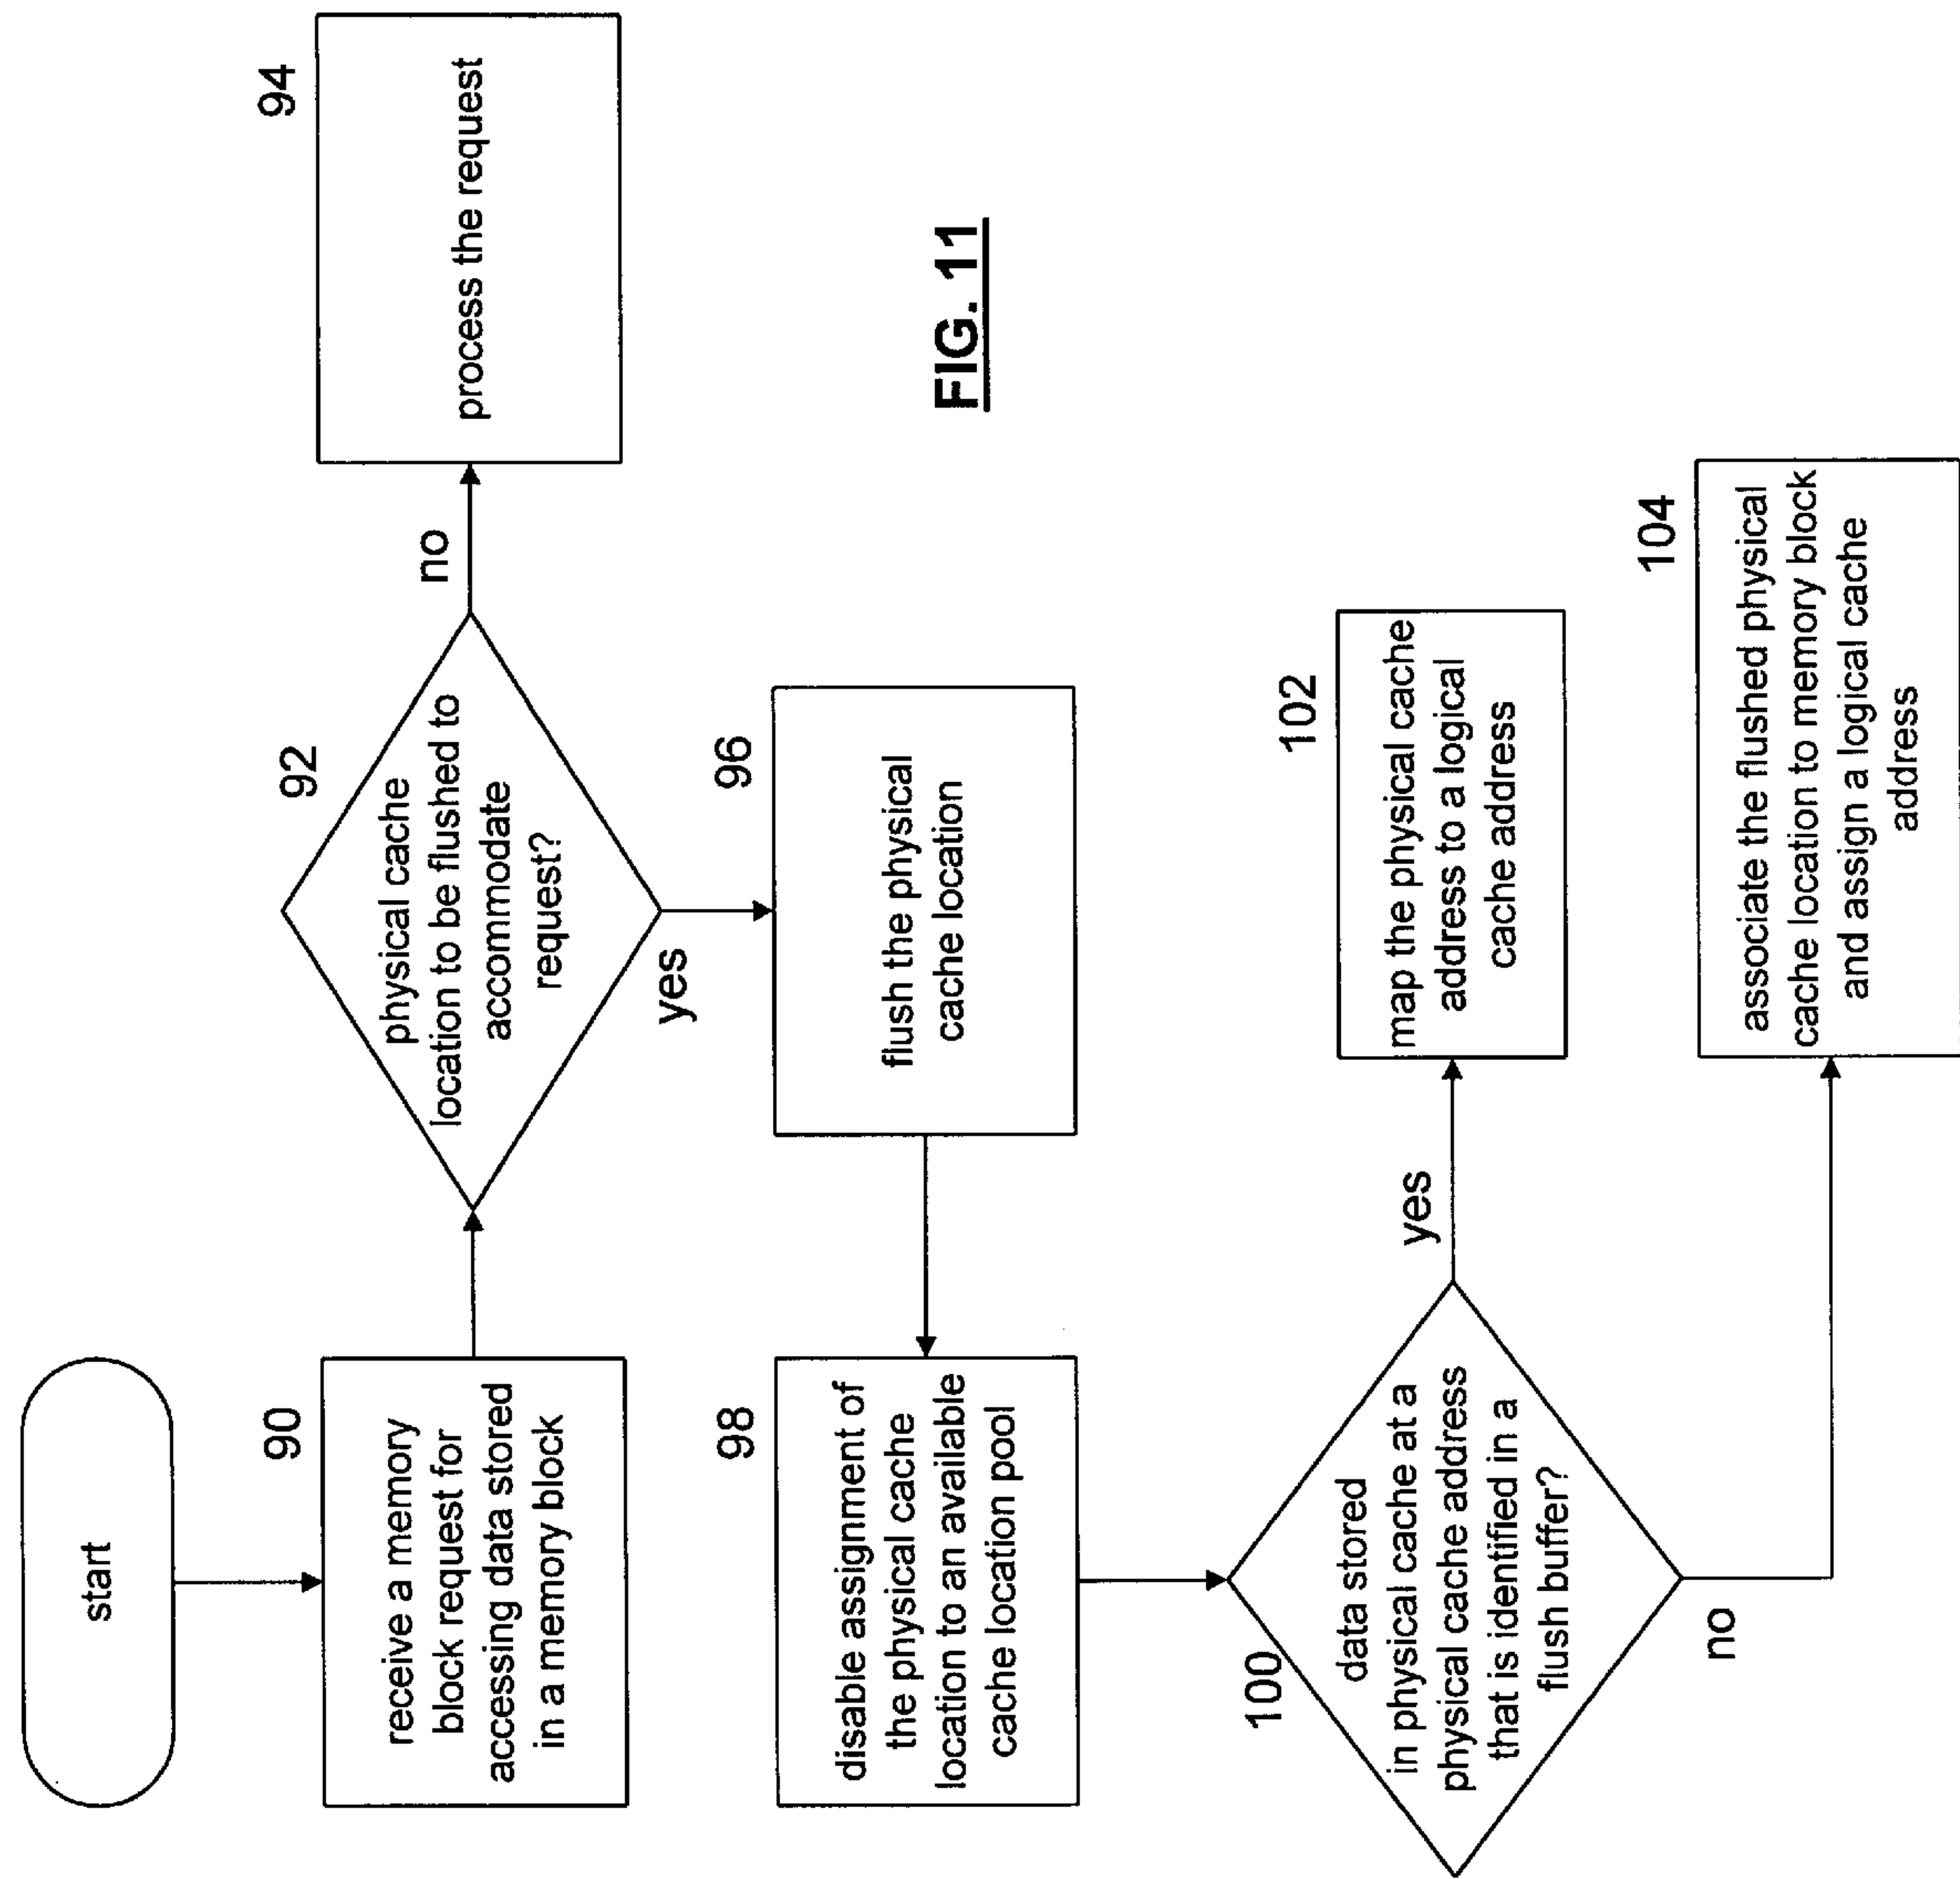 start
90
receive a memory
block request for
accessing data stored
in a memory block
92
physical cache
location to be flushed to
accommodate
request?
no
94
process the request
yes
96
flush the physical
cache location
98
disable assignment of
the physical cache
location to an available
cache location pool
100
data stored
in physical cache at a
physical cache address
that is identified in a
flush buffer?
yes
102
map the physical cache
address to a logical
cache address
no
104
associate the flushed physical
cache location to memory block
and assign a logical cache
address
FIG. 11